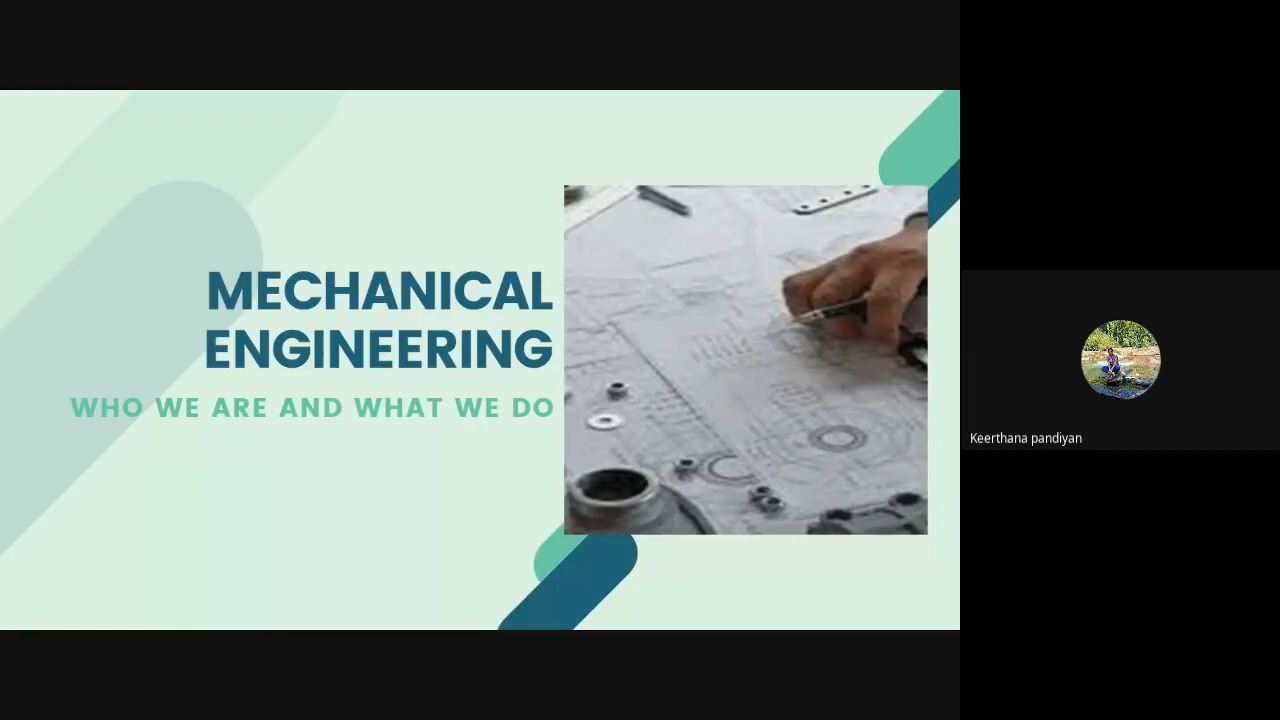 MECHANICAL
ENGINEERING
WHO WE ARE AND WHAT WE DO
Keerthana pandiyan